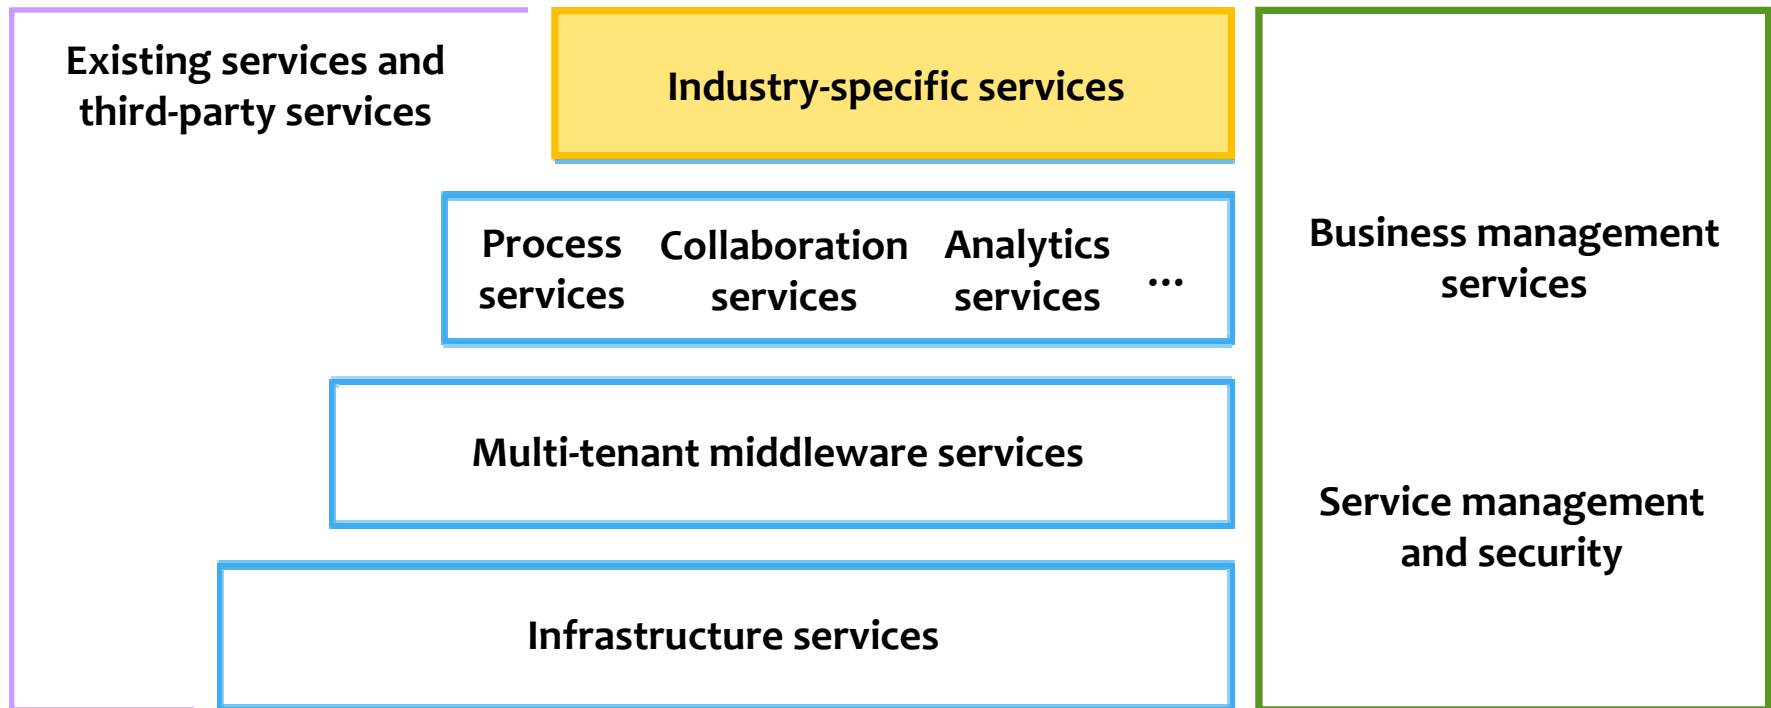 Existing services and
third-party services
Industry-specific services
Process
services
Collaboration
services
Analytics
services
...
Multi-tenant middleware services
Infrastructure services
Business management
services
Service management
and security